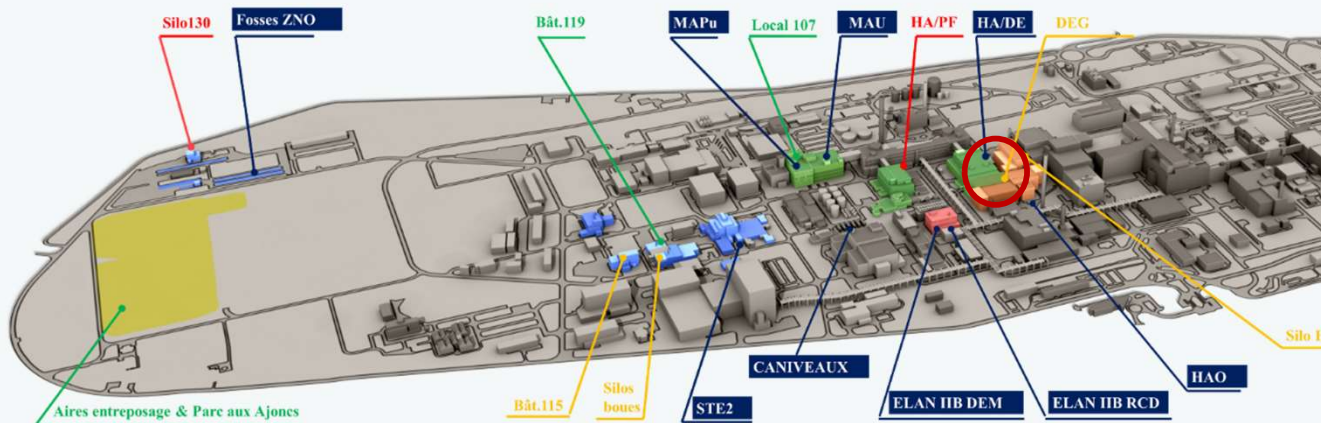 Silo130
Fosses ZNO
Bât.119
MAPu
Local 107
MAU
HA/PF
HA/DE
DEG
Silo 1
HAO
CANIVEAUX
ELAN IIB DEM
ELAN IIB RCD
STE2
Silos
boues
Bât.115
Aires entreposage & Parc aux Ajoncs